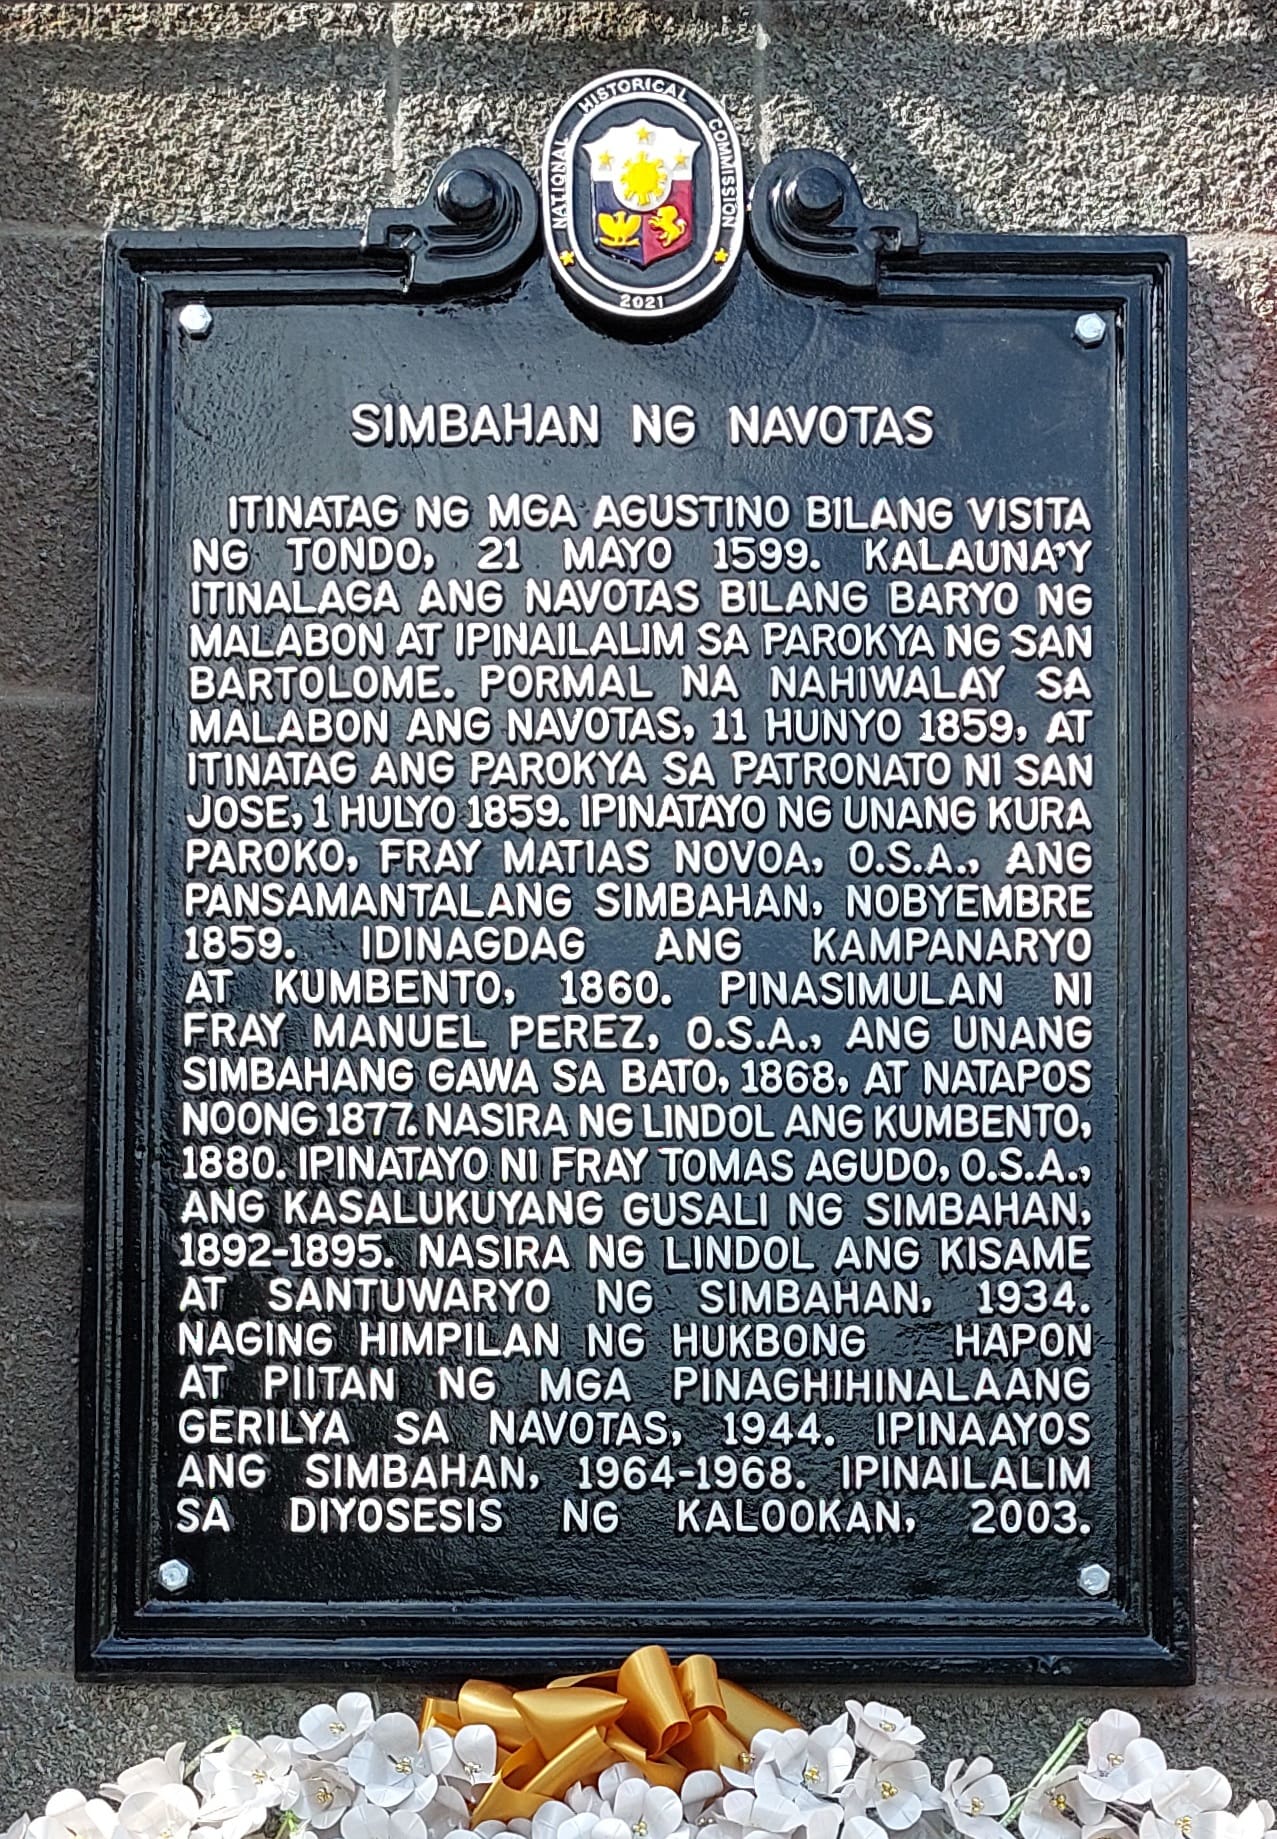 NATIONAL HISTORICAL COMMISSION
2021
SIMBAHAN NG NAVOTAS
ITINATAG NG MGA AGUSTINO BILANG VISITA
NG TONDO, 21 MAYO 1599. KALAUNA'Y
ITINALAGA ANG NAVOTAS BILANG BARYO NG
MALABON AT IPINAILALIM SA PAROKYA NG SAN
BARTOLOME. PORMAL NA NAHIWALAY SA
MALABON ANG NAVOTAS, 11 HUNYO 1859, AT
ITINATAG ANG PAROKYA SA PATRONATO NI SAN
JOSE, 1 HULYO 1859. IPINATAYO NG UNANG KURA
PAROKO, FRAY MATIAS NOVOA, O.S.A., ANG
PANSAMANTALANG SIMBAHAN, NOBYEMBRE
1859. IDINAGDAG ANG KAMPANARYO
AT KUMBENTO, 1860. PINASIMULAN NI
FRAY MANUEL PEREZ, O.S.A., ANG UNANG
SIMBAHANG GAWA SA BATO, 1868, AT NATAPOS
NOONG 1877. NASIRA NG LINDOL ANG KUMBENTO,
1880. IPINATAYO NI FRAY TOMAS AGUDO, O.S.A.,
ANG KASALUKUYANG GUSALI NG SIMBAHAN,
1892-1895. NASIRA NG LINDOL ANG KISAME
AT SANTUWARYO NG SIMBAHAN, 1934.
NAGING HIMPILAN NG HUKBONG HAPON
AT PIITAN NG MGA PINAGHIHINALAANG
GERILYA SA NAVOTAS, 1944. IPINAAYOS
ANG SIMBAHAN, 1964-1968. IPINAILALIM
SA DIYOSESIS NG KALOOKAN, 2003.